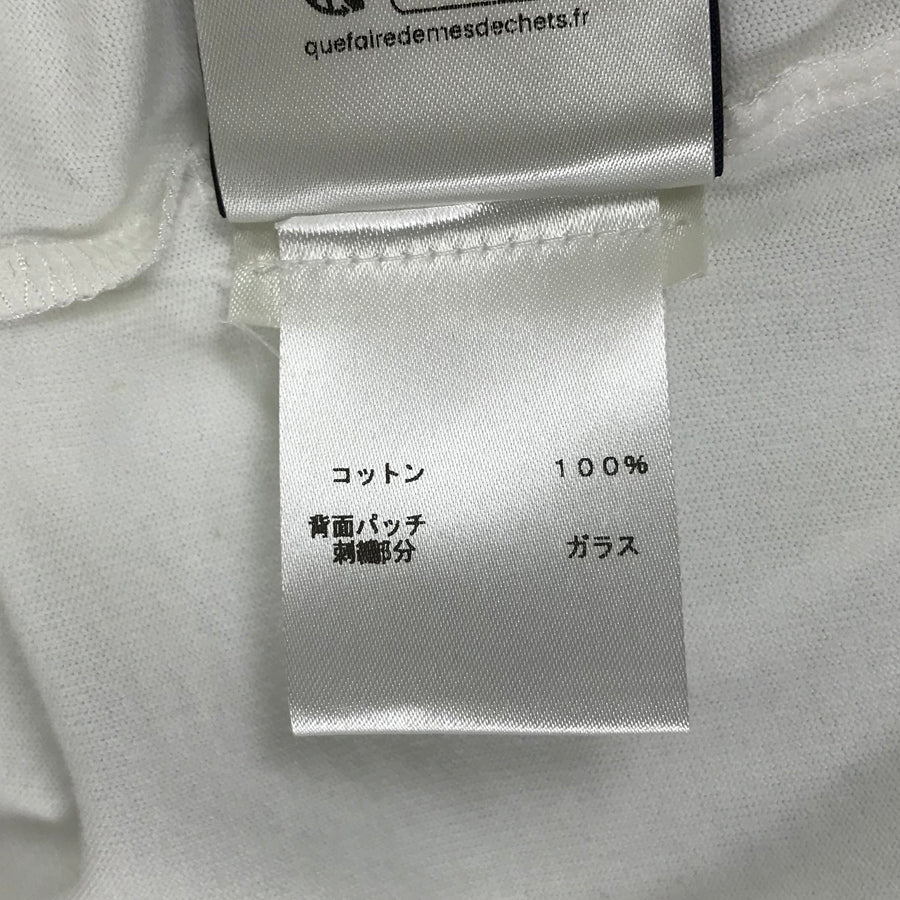 quefairedemesdechets.fr
コットン 100%
背面パッチ
刺繍部分 ガラス